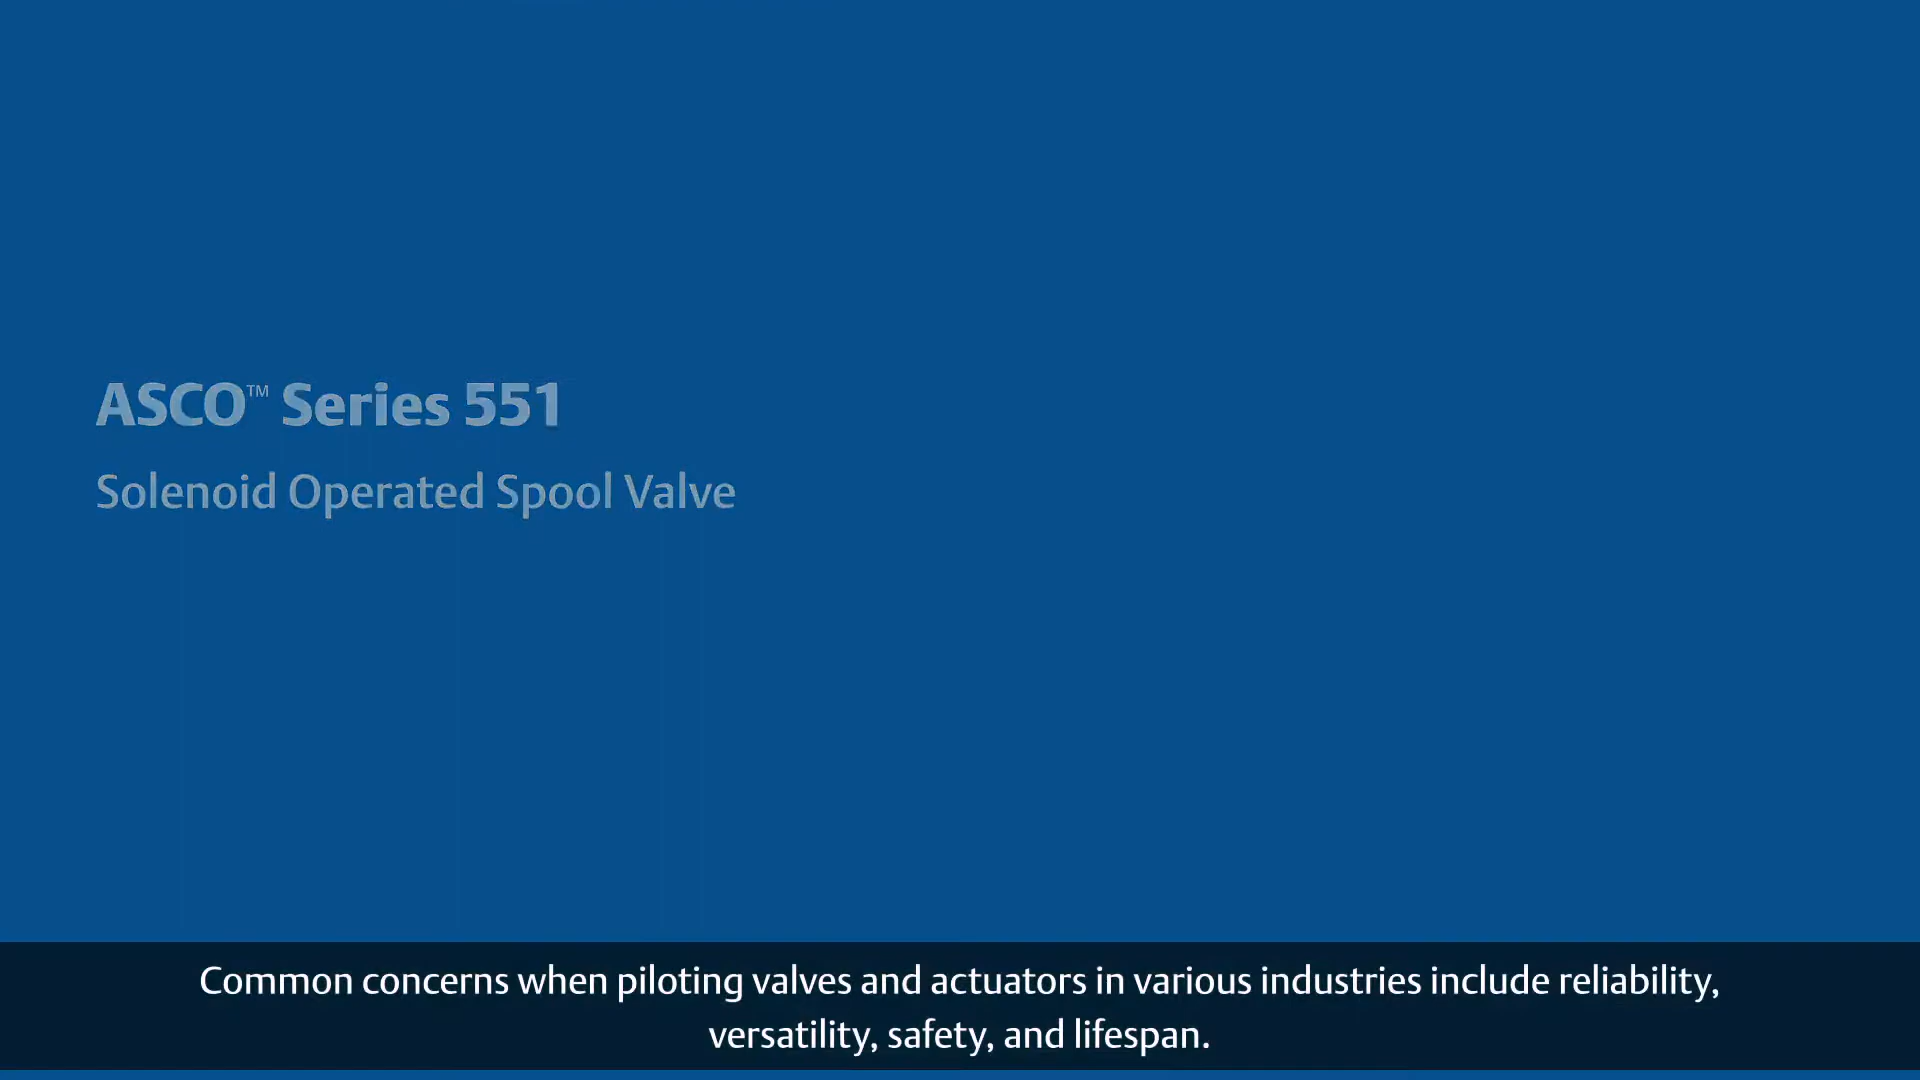 ASCO™ Series 551
Solenoid Operated Spool Valve
Common concerns when piloting valves and actuators in various industries include reliability,
versatility, safety, and lifespan.